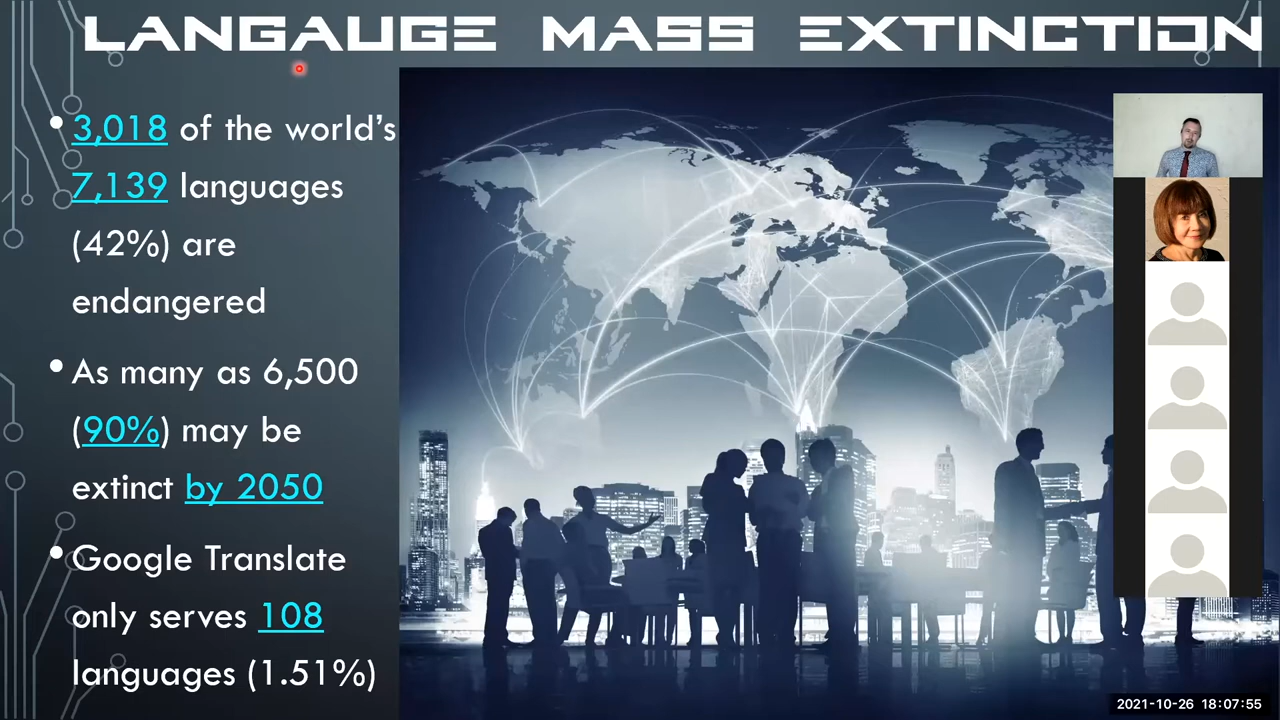 LANGAUGE MASS EXTINCTION
• 3,018 of the world's
7,139 languages
(42%) are
endangered
• As many as 6,500
(90%) may be
extinct by 2050
• Google Translate
only serves 108
languages (1.51%)
2021-10-26 18:07:55